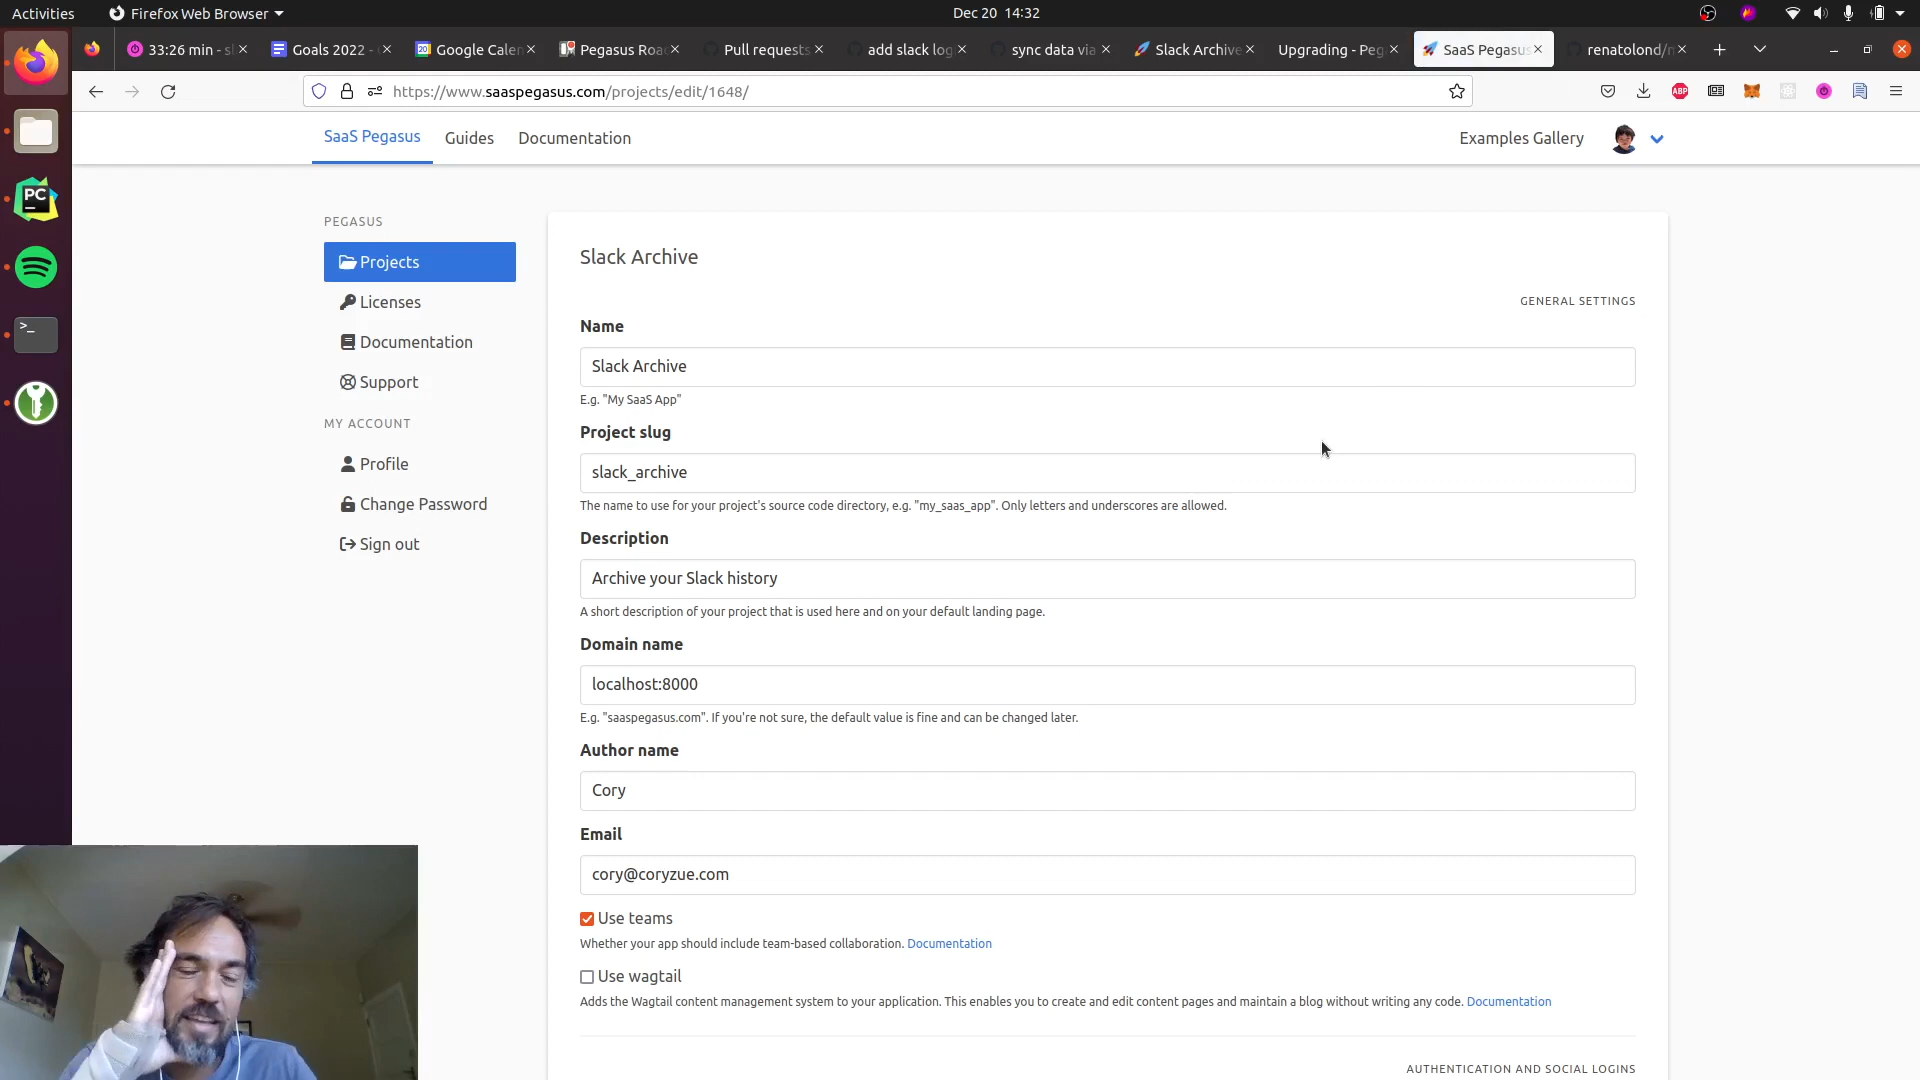 Activities
Firefox Web Browser
Dec 20 14:32
33:26 min - sl
Goals 2022 -
Google Calen
Pegasus Roa
Pull requests
add slack log
sync data via
Slack Archive
Upgrading - Peg
SaaS Pegasus
renatolond/m
https://www.saaspegasus.com/projects/edit/1648/
ABP
SaaS Pegasus
Guides
Documentation
Examples Gallery
PEGASUS
Projects
Licenses
Documentation
Support
MY ACCOUNT
Profile
Change Password
Sign out
Slack Archive
GENERAL SETTINGS
Name
Slack Archive
E.g. "My SaaS App"
Project slug
slack_archive
The name to use for your project's source code directory, e.g. "my_saas_app". Only letters and underscores are allowed.
Description
Archive your Slack history
A short description of your project that is used here and on your default landing page.
Domain name
localhost:8000
E.g. "saaspegasus.com". If you're not sure, the default value is fine and can be changed later.
Author name
Cory
Email
cory@coryzue.com
Use teams
Whether your app should include team-based collaboration. Documentation
Use wagtail
Adds the Wagtail content management system to your application. This enables you to create and edit content pages and maintain a blog without writing any code. Documentation
AUTHENTICATION AND SOCIAL LOGINS
PC